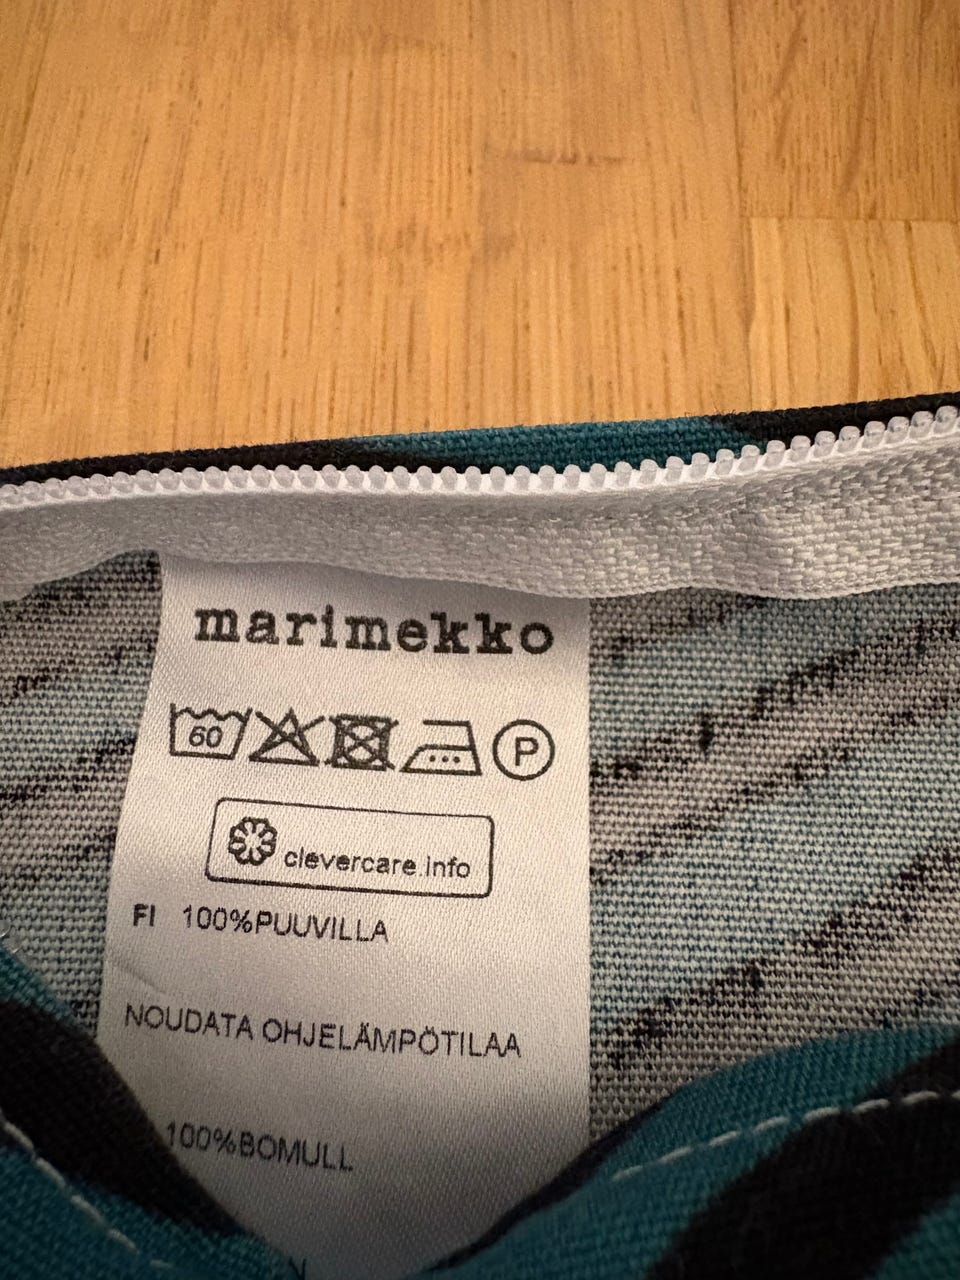 marimekko
60 P
clevercare.info
FI 100%PUUVILLA
NOUDATA OHJELÄMPÖTILAA
100%BOMULL